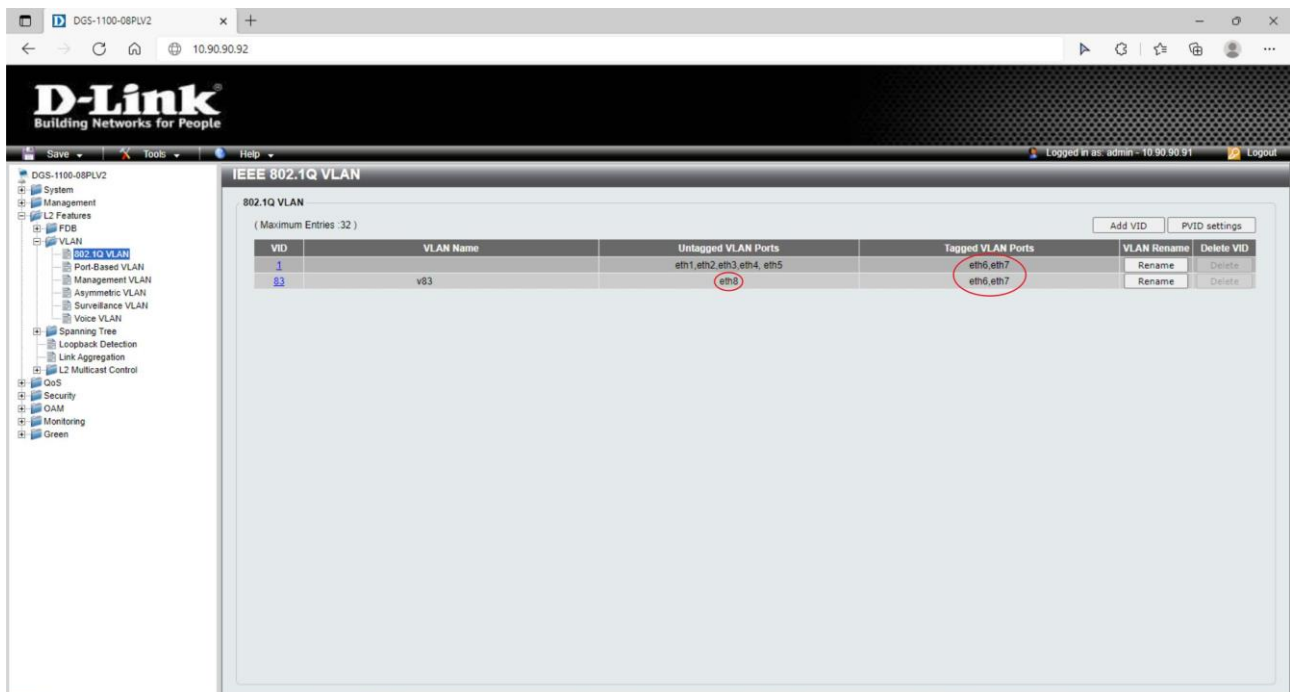 DGS-1100-08PLV2
10.90.90.92
D-Link
Building Networks for People
Save Tools Help Logged in as: admin - 10.90.90.91 Logout
DGS-1100-08PLV2
System
Management
L2 Features
FDB
VLAN
802.1Q VLAN
Port-Based VLAN
Management VLAN
Asymmetric VLAN
Surveillance VLAN
Voice VLAN
Spanning Tree
Loopback Detection
Link Aggregation
L2 Multicast Control
QoS
Security
OAM
Monitoring
Green
IEEE 802.1Q VLAN
802.1Q VLAN
( Maximum Entries :32 ) Add VID PVID settings
VID VLAN Name Untagged VLAN Ports Tagged VLAN Ports VLAN Rename Delete VID
1 eth1,eth2,eth3,eth4, eth5 eth6,eth7 Rename Delete
83 v83 eth8 eth6,eth7 Rename Delete